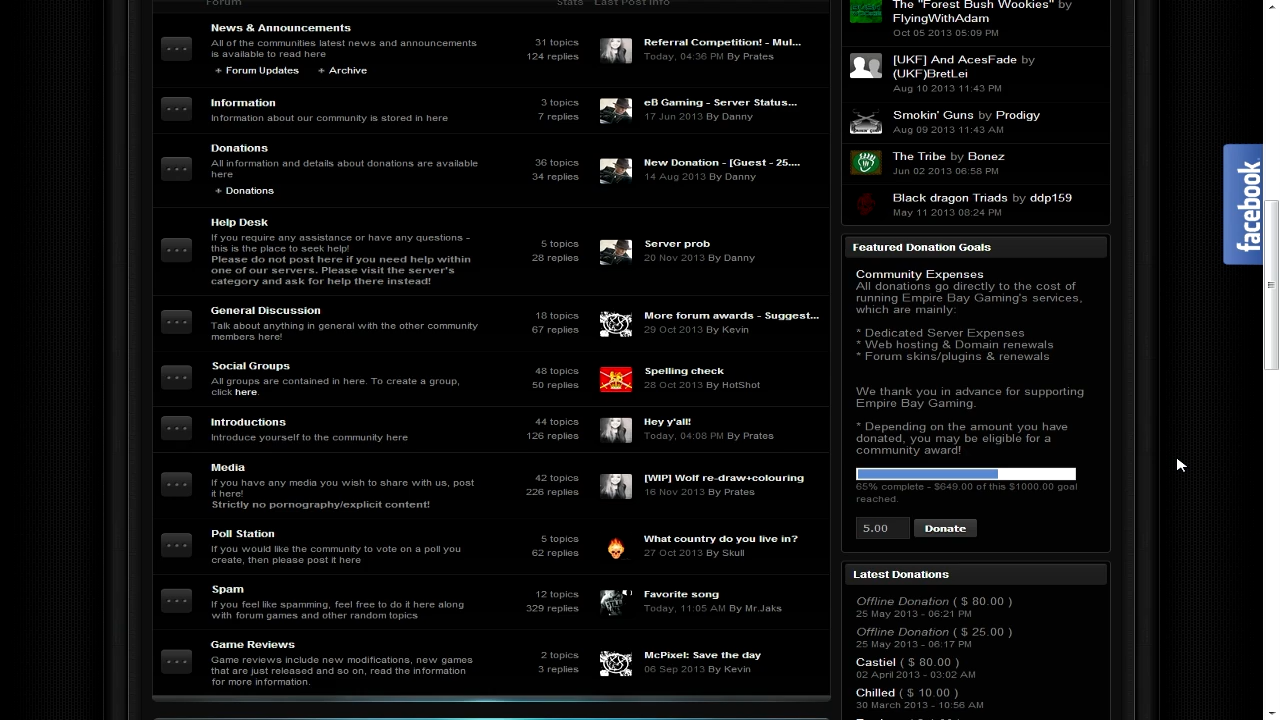 Forum Stats Last Post Info
News & Announcements
All of the communities latest news and announcements
is available to read here
+ Forum Updates + Archive
31 topics
124 replies
Referral Competition! - Mul...
Today, 04:36 PM By Prates
Information
Information about our community is stored in here
3 topics
7 replies
eB Gaming - Server Status...
17 Jun 2013 By Danny
Donations
All information and details about donations are available
here
+ Donations
36 topics
34 replies
New Donation - [Guest - 25....
14 Aug 2013 By Danny
Help Desk
If you require any assistance or have any questions -
this is the place to seek help!
Please do not post here if you need help within
one of our servers. Please visit the server's
category and ask for help there instead!
5 topics
28 replies
Server prob
20 Nov 2013 By Danny
General Discussion
Talk about anything in general with the other community
members here!
18 topics
67 replies
More forum awards - Suggest...
29 Oct 2013 By Kevin
Social Groups
All groups are contained in here. To create a group,
click here.
48 topics
50 replies
Spelling check
28 Oct 2013 By HotShot
Introductions
Introduce yourself to the community here
44 topics
126 replies
Hey y'all!
Today, 04:08 PM By Prates
Media
If you have any media you wish to share with us, post
it here!
Strictly no pornography/explicit content!
42 topics
226 replies
[WIP] Wolf re-draw+colouring
16 Nov 2013 By Prates
Poll Station
If you would like the community to vote on a poll you
create, then please post it here
5 topics
62 replies
What country do you live in?
27 Oct 2013 By Skull
Spam
If you feel like spamming, feel free to do it here along
with forum games and other random topics
12 topics
329 replies
Favorite song
Today, 11:05 AM By Mr.Jaks
Game Reviews
Game reviews include new modifications, new games
that are just released and so on, read the information
for more information.
2 topics
3 replies
McPixel: Save the day
06 Sep 2013 By Kevin
The "Forest Bush Wookies" by
FlyingWithAdam
Oct 05 2013 05:09 PM
[UKF] And AcesFade by
(UKF)BretLei
Aug 10 2013 11:43 PM
Smokin' Guns by Prodigy
Aug 09 2013 11:43 AM
The Tribe by Bonez
Jun 02 2013 06:58 PM
Black dragon Triads by ddp159
May 11 2013 08:24 PM
Featured Donation Goals
Community Expenses
All donations go directly to the cost of
running Empire Bay Gaming's services,
which are mainly:
* Dedicated Server Expenses
* Web hosting & Domain renewals
* Forum skins/plugins & renewals
We thank you in advance for supporting
Empire Bay Gaming.
* Depending on the amount you have
donated, you may be eligible for a
community award!
65% complete - $649.00 of this $1000.00 goal
reached.
5.00 Donate
Latest Donations
Offline Donation ( $ 80.00 )
25 May 2013 - 06:21 PM
Offline Donation ( $ 25.00 )
25 May 2013 - 06:17 PM
Castiel ( $ 80.00 )
02 April 2013 - 03:02 AM
Chilled ( $ 10.00 )
30 March 2013 - 10:56 AM
facebook